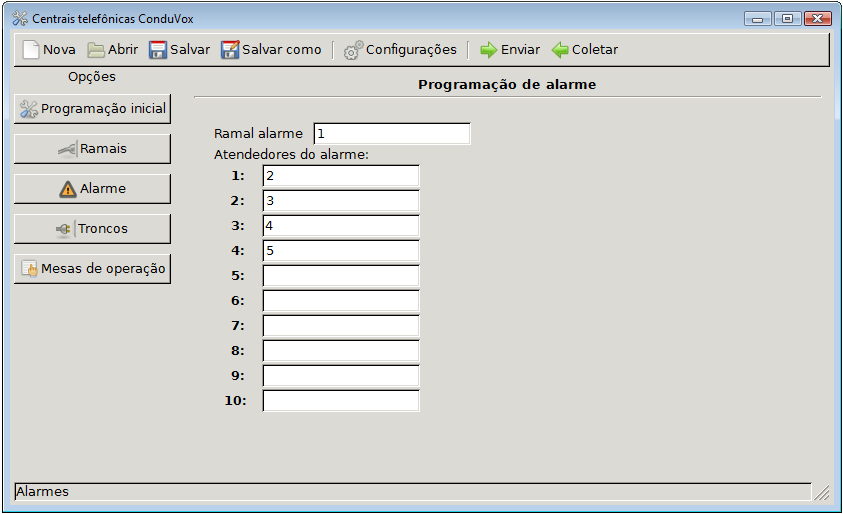 Centrais telefônicas ConduVox
Nova Abrir Salvar Salvar como Configurações Enviar Coletar
Opções
Programação inicial
Ramais
Alarme
Troncos
Mesas de operação
Programação de alarme
Ramal alarme 1
Atendedores do alarme:
1: 2
2: 3
3: 4
4: 5
5:
6:
7:
8:
9:
10:
Alarmes